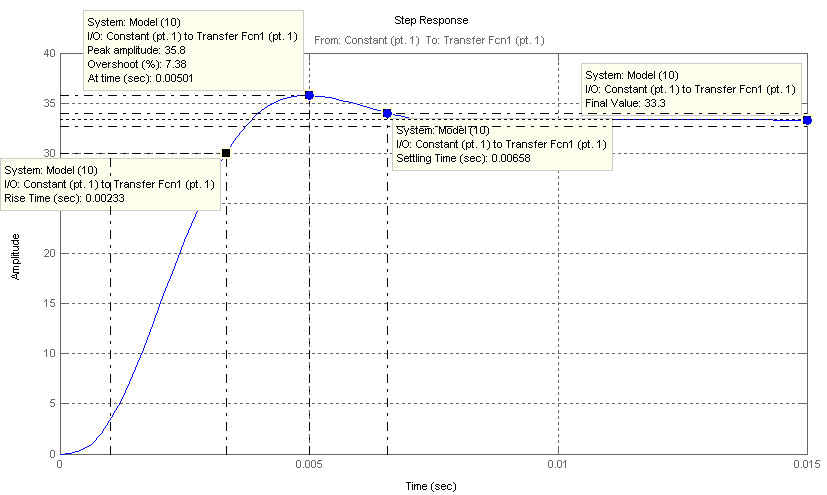 Step Response
From: Constant (pt. 1) To: Transfer Fcn1 (pt. 1)
System: Model (10)
I/O: Constant (pt. 1) to Transfer Fcn1 (pt. 1)
Peak amplitude: 35.8
Overshoot (%): 7.38
At time (sec): 0.00501
System: Model (10)
I/O: Constant (pt. 1) to Transfer Fcn1 (pt. 1)
Final Value: 33.3
System: Model (10)
I/O: Constant (pt. 1) to Transfer Fcn1 (pt. 1)
Settling Time (sec): 0.00658
System: Model (10)
I/O: Constant (pt. 1) to Transfer Fcn1 (pt. 1)
Rise Time (sec): 0.00233
Amplitude
40
35
30
20
15
10
5
0
0
0.005
0.01
0.015
Time (sec)